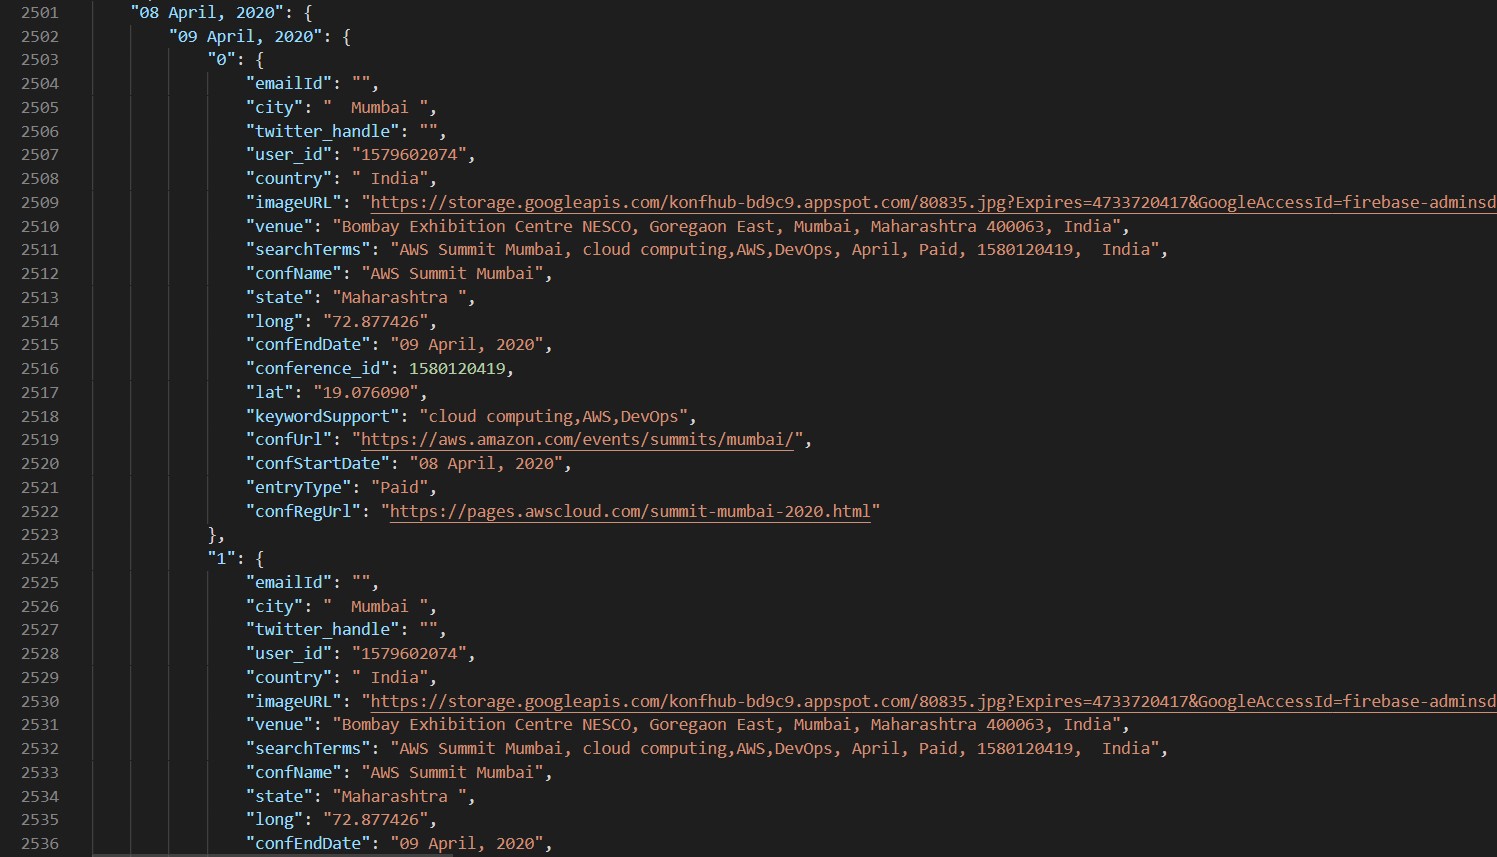 2501 "08 April, 2020": {
2502 "09 April, 2020": {
2503 "0": {
2504 "emailId": "",
2505 "city": "  Mumbai ",
2506 "twitter_handle": "",
2507 "user_id": "1579602074",
2508 "country": " India",
2509 "imageURL": "https://storage.googleapis.com/konfhub-bd9c9.appspot.com/80835.jpg?Expires=4733720417&GoogleAccessId=firebase-adminsd
2510 "venue": "Bombay Exhibition Centre NESCO, Goregaon East, Mumbai, Maharashtra 400063, India",
2511 "searchTerms": "AWS Summit Mumbai, cloud computing,AWS,DevOps, April, Paid, 1580120419,  India",
2512 "confName": "AWS Summit Mumbai",
2513 "state": "Maharashtra ",
2514 "long": "72.877426",
2515 "confEndDate": "09 April, 2020",
2516 "conference_id": 1580120419,
2517 "lat": "19.076090",
2518 "keywordSupport": "cloud computing,AWS,DevOps",
2519 "confUrl": "https://aws.amazon.com/events/summits/mumbai/",
2520 "confStartDate": "08 April, 2020",
2521 "entryType": "Paid",
2522 "confRegUrl": "https://pages.awscloud.com/summit-mumbai-2020.html"
2523 },
2524 "1": {
2525 "emailId": "",
2526 "city": "  Mumbai ",
2527 "twitter_handle": "",
2528 "user_id": "1579602074",
2529 "country": " India",
2530 "imageURL": "https://storage.googleapis.com/konfhub-bd9c9.appspot.com/80835.jpg?Expires=4733720417&GoogleAccessId=firebase-adminsd
2531 "venue": "Bombay Exhibition Centre NESCO, Goregaon East, Mumbai, Maharashtra 400063, India",
2532 "searchTerms": "AWS Summit Mumbai, cloud computing,AWS,DevOps, April, Paid, 1580120419,  India",
2533 "confName": "AWS Summit Mumbai",
2534 "state": "Maharashtra ",
2535 "long": "72.877426",
2536 "confEndDate": "09 April, 2020",